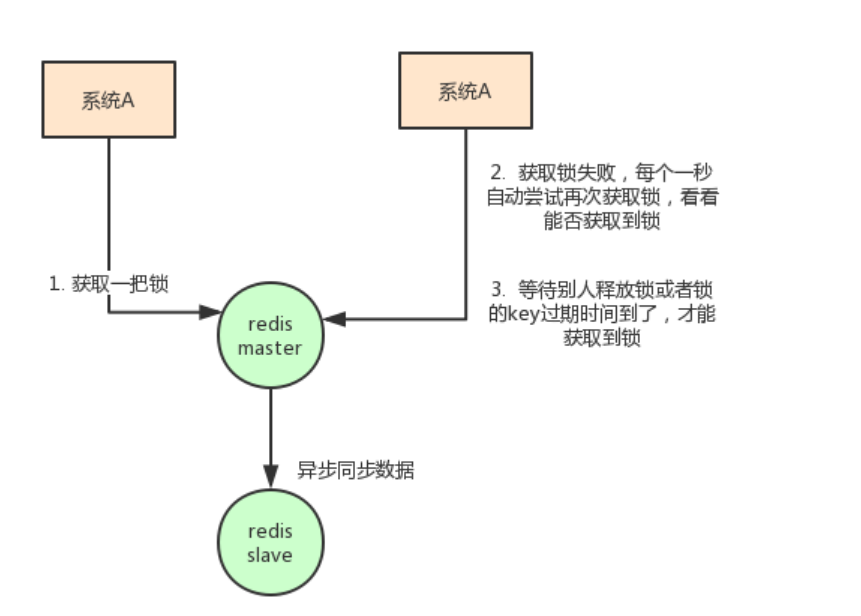 系统A
系统A
2. 获取锁失败，每个一秒
自动尝试再次获取锁，看看
能否获取到锁
1. 获取一把锁
3. 等待别人释放锁或者锁
的key过期时间到了，才能
获取到锁
redis
master
异步同步数据
redis
slave